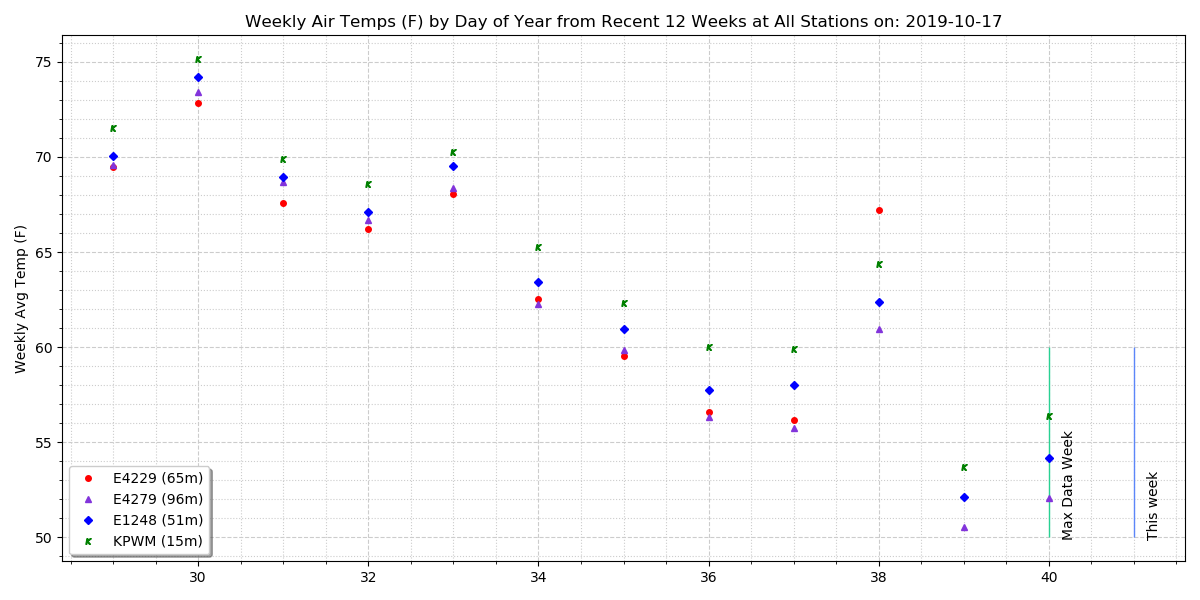 Weekly Air Temps (F) by Day of Year from Recent 12 Weeks at All Stations on: 2019-10-17
Weekly Avg Temp (F)
75
70
65
60
55
50
E4229 (65m)
E4279 (96m)
E1248 (51m)
KPWM (15m)
Max Data Week
This week
30
32
34
36
38
40